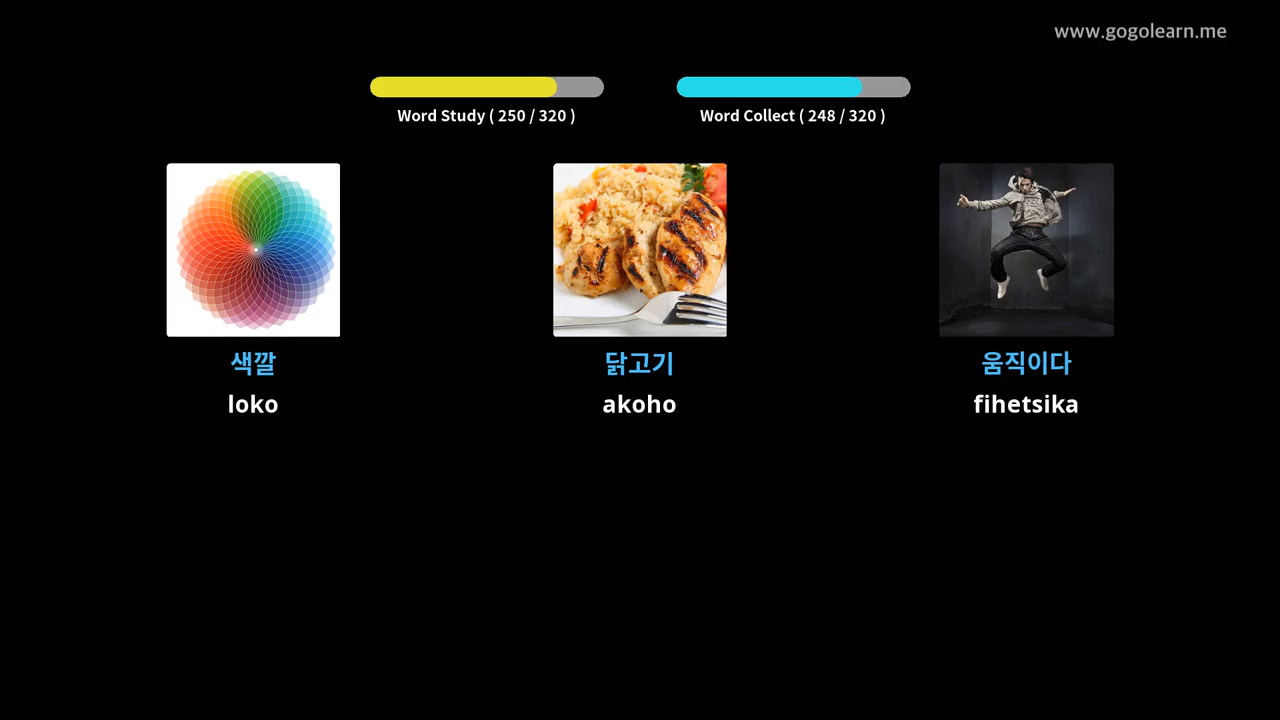 www.gogolearn.me
Word Study ( 250 / 320 )
Word Collect ( 248 / 320 )
색깔
닭고기
움직이다
loko
akoho
fihetsika